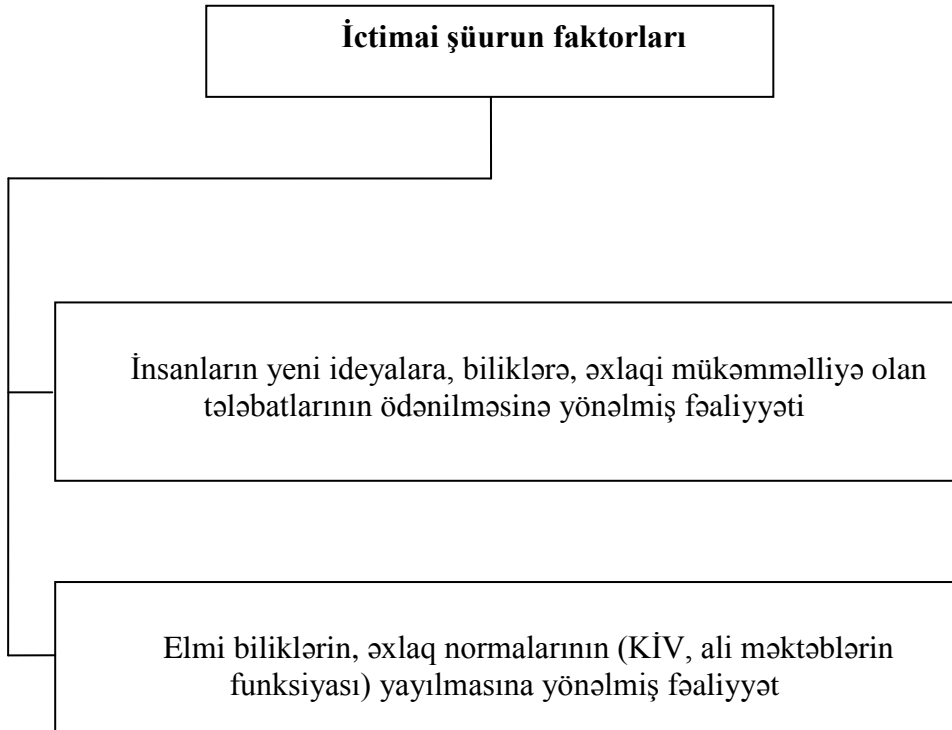 İctimai şüurun faktorları
İnsanların yeni ideyalara, biliklərə, əxlaqi mükəmməlliyə olan
tələbatlarının ödənilməsinə yönəlmiş fəaliyyəti
Elmi biliklərin, əxlaq normalarının (KİV, ali məktəblərin
funksiyası) yayılmasına yönəlmiş fəaliyyət